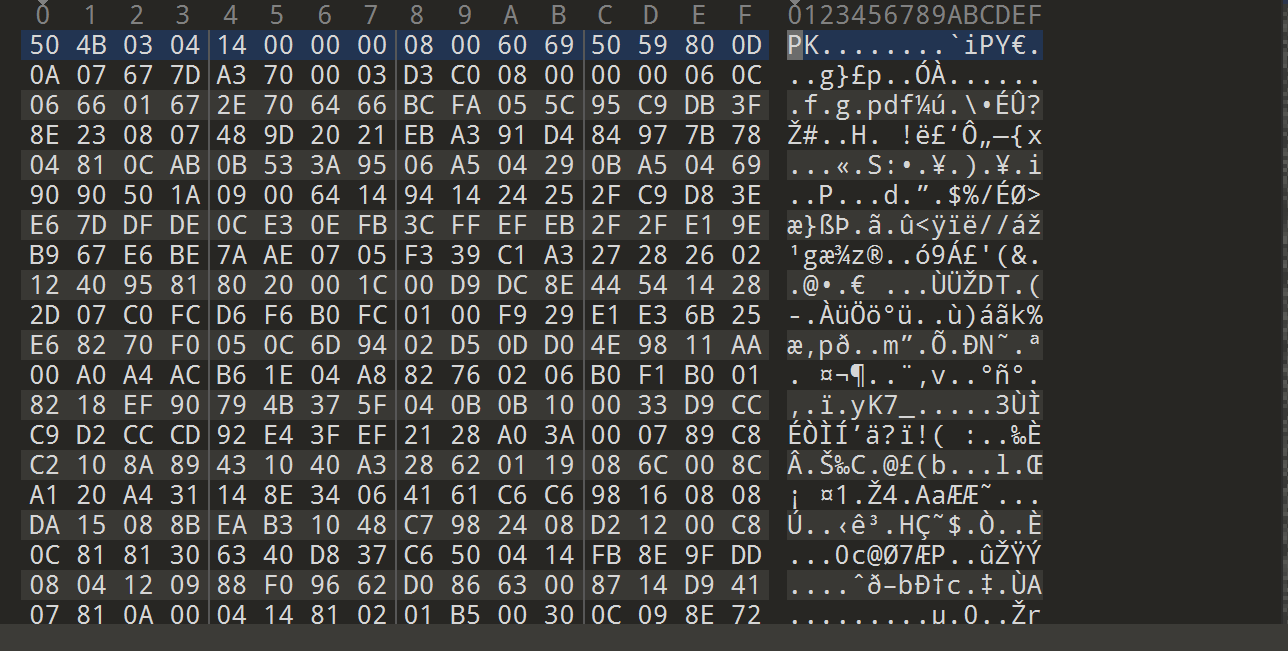 0 1 2 3 4 5 6 7 8 9 A B C D E F 0123456789ABCDEF
50 4B 03 04 14 00 00 00 08 00 60 69 50 59 80 0D PK........`iPY€.
0A 07 67 7D A3 70 00 03 D3 C0 08 00 00 00 06 0C ..g}£p..ÓÀ......
06 66 01 67 2E 70 64 66 BC FA 05 5C 95 C9 DB 3F .f.g.pdf¼ú.\•ÉÛ?
8E 23 08 07 48 9D 20 21 EB A3 91 D4 84 97 7B 78 Ž#..H. !ë£‘Ô„—{x
04 81 0C AB 0B 53 3A 95 06 A5 04 29 0B A5 04 69 ...«.S:•.¥.).¥.i
90 90 50 1A 09 00 64 14 94 14 24 25 2F C9 D8 3E ..P...d.”.$%/ÉØ>
E6 7D DF DE 0C E3 0E FB 3C FF EF EB 2F 2F E1 9E æ}ßÞ.ã.û<ÿïë//áž
B9 67 E6 BE 7A AE 07 05 F3 39 C1 A3 27 28 26 02 ¹gæ¾z®..ó9Á£'(&.
12 40 95 81 80 20 00 1C 00 D9 DC 8E 44 54 14 28 .@•.€ ...ÙÜŽDT.(
2D 07 C0 FC D6 F6 B0 FC 01 00 F9 29 E1 E3 6B 25 -.ÀüÖö°ü..ù)áãk%
E6 82 70 F0 05 0C 6D 94 02 D5 0D D0 4E 98 11 AA æ‚pð..m”.Õ.ÐN˜.ª
00 A0 A4 AC B6 1E 04 A8 82 76 02 06 B0 F1 B0 01 . ¤¬¶..¨‚v..°ñ°.
82 18 EF 90 79 4B 37 5F 04 0B 0B 10 00 33 D9 CC ‚.ï.yK7_.....3ÙÌ
C9 D2 CC CD 92 E4 3F EF 21 28 A0 3A 00 07 89 C8 ÉÒÌÍ’ä?ï!( :..‰È
C2 10 8A 89 43 10 40 A3 28 62 01 19 08 6C 00 8C Â.Š‰C.@£(b...l.Œ
A1 20 A4 31 14 8E 34 06 41 61 C6 C6 98 16 08 08 ¡ ¤1.Ž4.AaÆÆ˜...
DA 15 08 8B EA B3 10 48 C7 98 24 08 D2 12 00 C8 Ú..‹ê³.HÇ˜$.Ò..È
0C 81 81 30 63 40 D8 37 C6 50 04 14 FB 8E 9F DD ...0c@Ø7ÆP..ûŽŸÝ
08 04 12 09 88 F0 96 62 D0 86 63 00 87 14 D9 41 ....ˆð–bÐ†c.‡.ÙA
07 81 0A 00 04 14 81 02 01 B5 00 30 0C 09 8E 72 .........µ.0..Žr